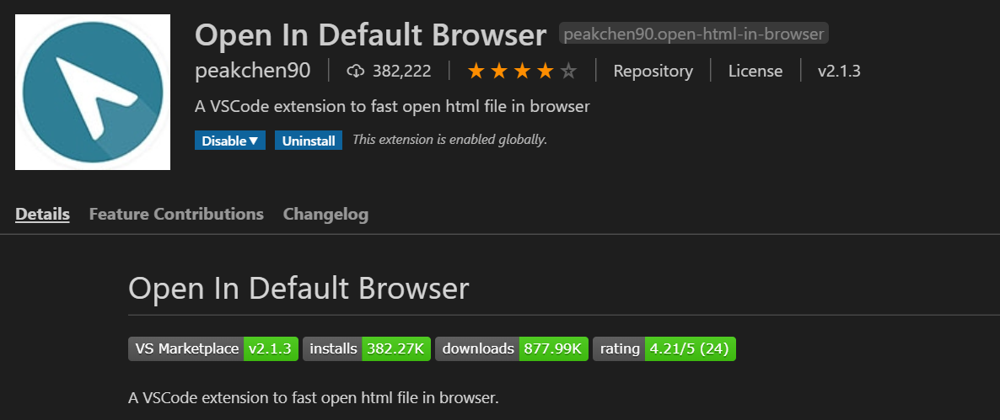 Open In Default Browser peakchen90.open-html-in-browser
peakchen90 382,222 Repository License v2.1.3
A VSCode extension to fast open html file in browser
Disable Uninstall This extension is enabled globally.
Details Feature Contributions Changelog
Open In Default Browser
VS Marketplace v2.1.3 installs 382.27K downloads 877.99K rating 4.21/5 (24)
A VSCode extension to fast open html file in browser.